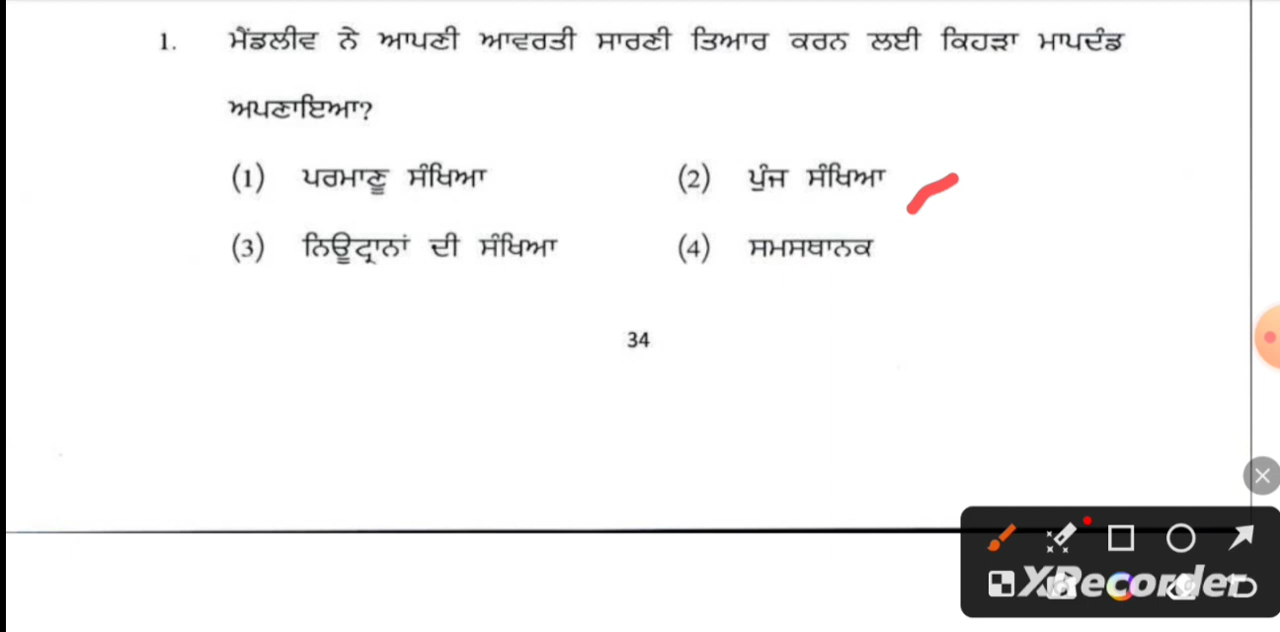 1. ਮੈਂਡਲੀਵ ਨੇ ਆਪਣੀ ਆਵਰਤੀ ਸਾਰਣੀ ਤਿਆਰ ਕਰਨ ਲਈ ਕਿਹੜਾ ਮਾਪਦੰਡ
ਅਪਣਾਇਆ?
(1) ਪਰਮਾਣੂ ਸੰਖਿਆ (2) ਪੁੰਜ ਸੰਖਿਆ
(3) ਨਿਊਟ੍ਰਾਨਾਂ ਦੀ ਸੰਖਿਆ (4) ਸਮਸਥਾਨਕ
34
XRecorder